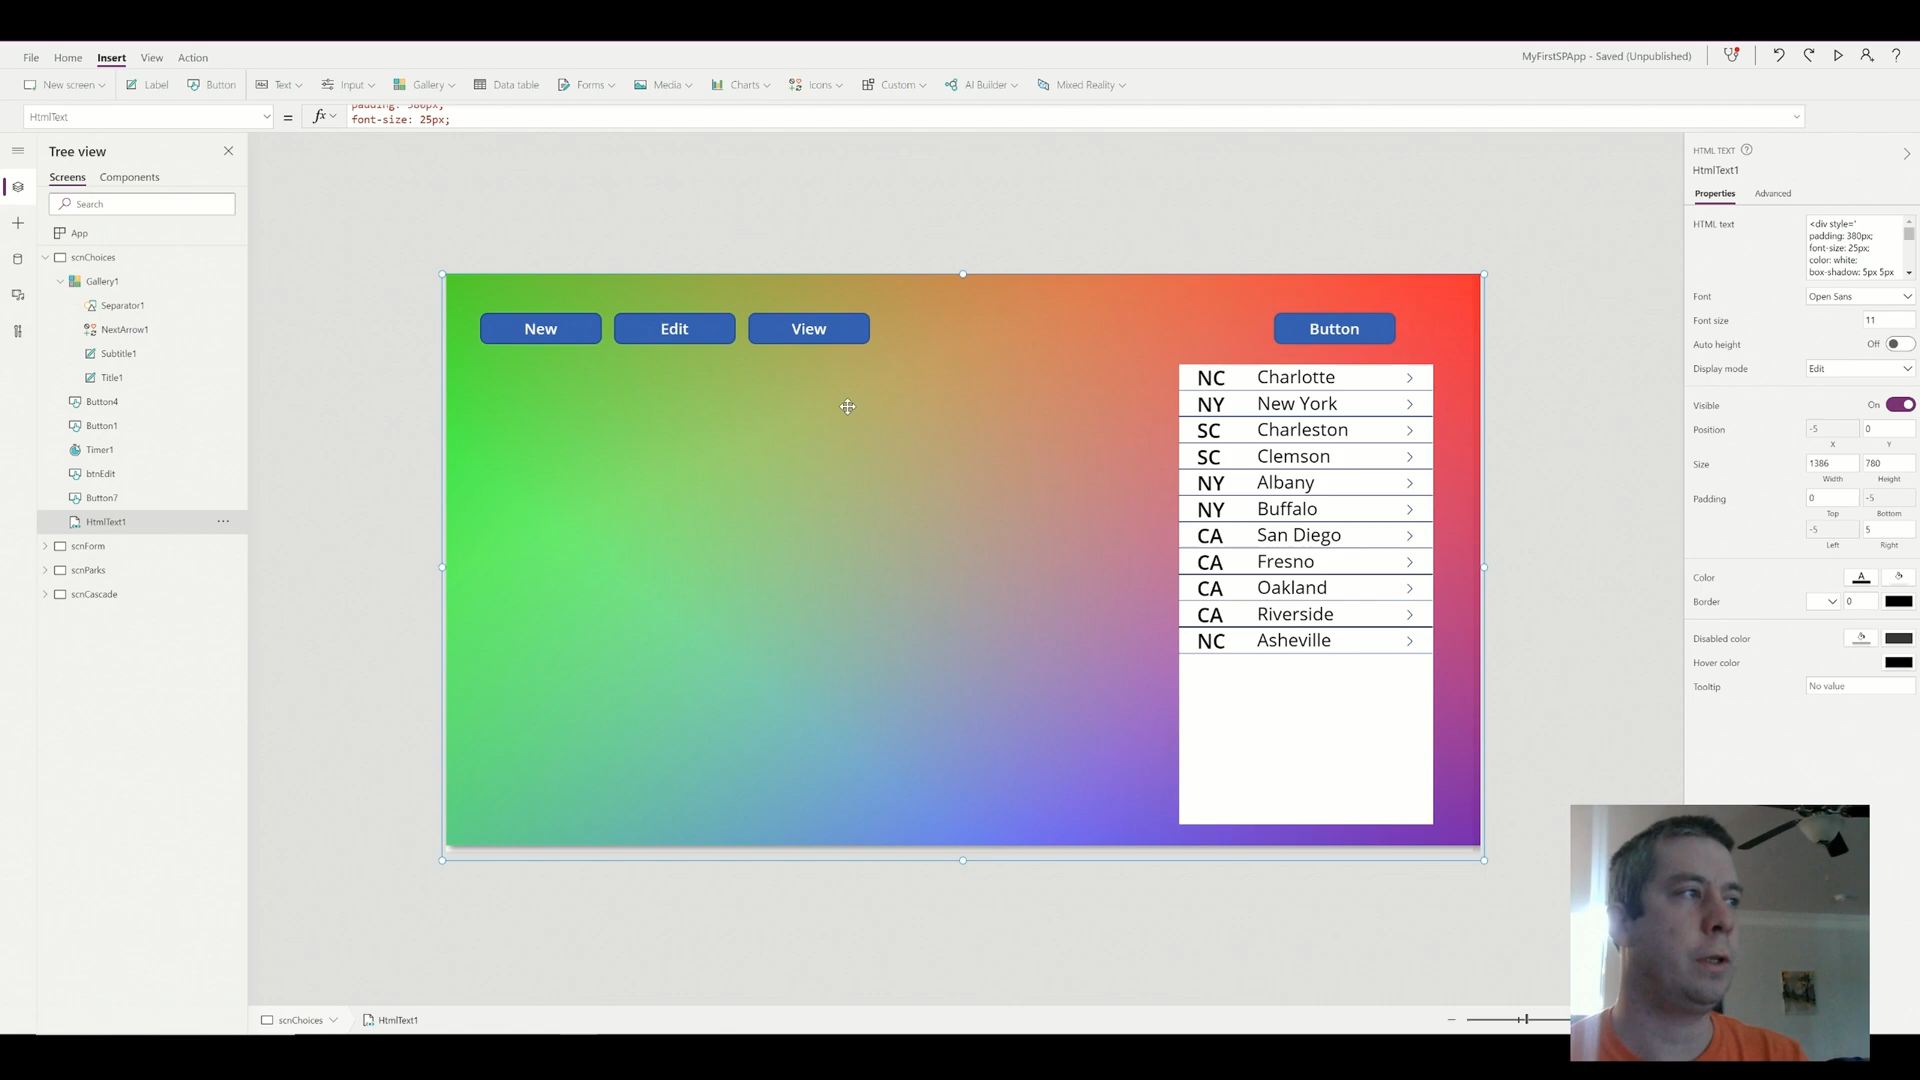 File Home Insert View Action MyFirstSPApp - Saved (Unpublished) ?
New screen Label Button Text Input Gallery Data table Forms Media Charts Icons Custom AI Builder Mixed Reality
HtmlText = fx padding: 380px;
font-size: 25px;
Tree view
Screens Components
Search
App
scnChoices
Gallery1
Separator1
NextArrow1
Subtitle1
Title1
Button4
Button1
Timer1
btnEdit
Button7
HtmlText1 ...
scnForm
scnParks
scnCascade
New Edit View Button
NC Charlotte
NY New York
SC Charleston
SC Clemson
NY Albany
NY Buffalo
CA San Diego
CA Fresno
CA Oakland
CA Riverside
NC Asheville
HTML TEXT ?
HtmlText1
Properties Advanced
HTML text <div style='
padding: 380px;
font-size: 25px;
color: white;
box-shadow: 5px 5px
Font Open Sans
Font size 11
Auto height Off
Display mode Edit
Visible On
Position -5 0
X Y
Size 1386 780
Width Height
Padding 0 -5
Top Bottom
-5 5
Left Right
Color A
Border 0
Disabled color
Hover color
Tooltip No value
scnChoices HtmlText1